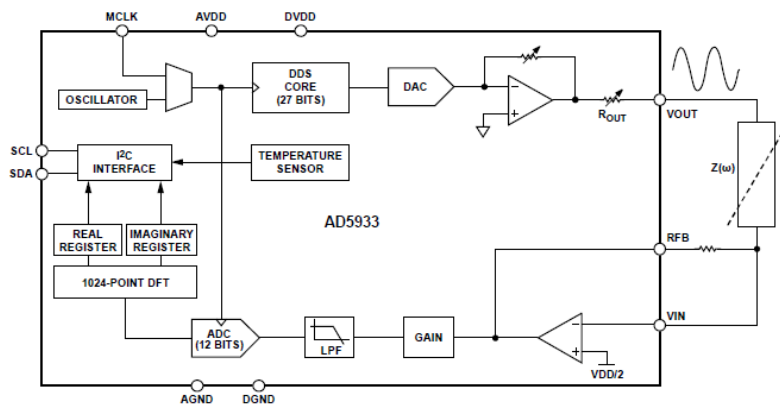 MCLK
AVDD
DVDD
OSCILLATOR
DDS
CORE
(27 BITS)
DAC
R_OUT
VOUT
SCL
SDA
I²C
INTERFACE
TEMPERATURE
SENSOR
Z(ω)
REAL
REGISTER
IMAGINARY
REGISTER
AD5933
RFB
1024-POINT DFT
ADC
(12 BITS)
LPF
GAIN
VIN
VDD/2
AGND
DGND